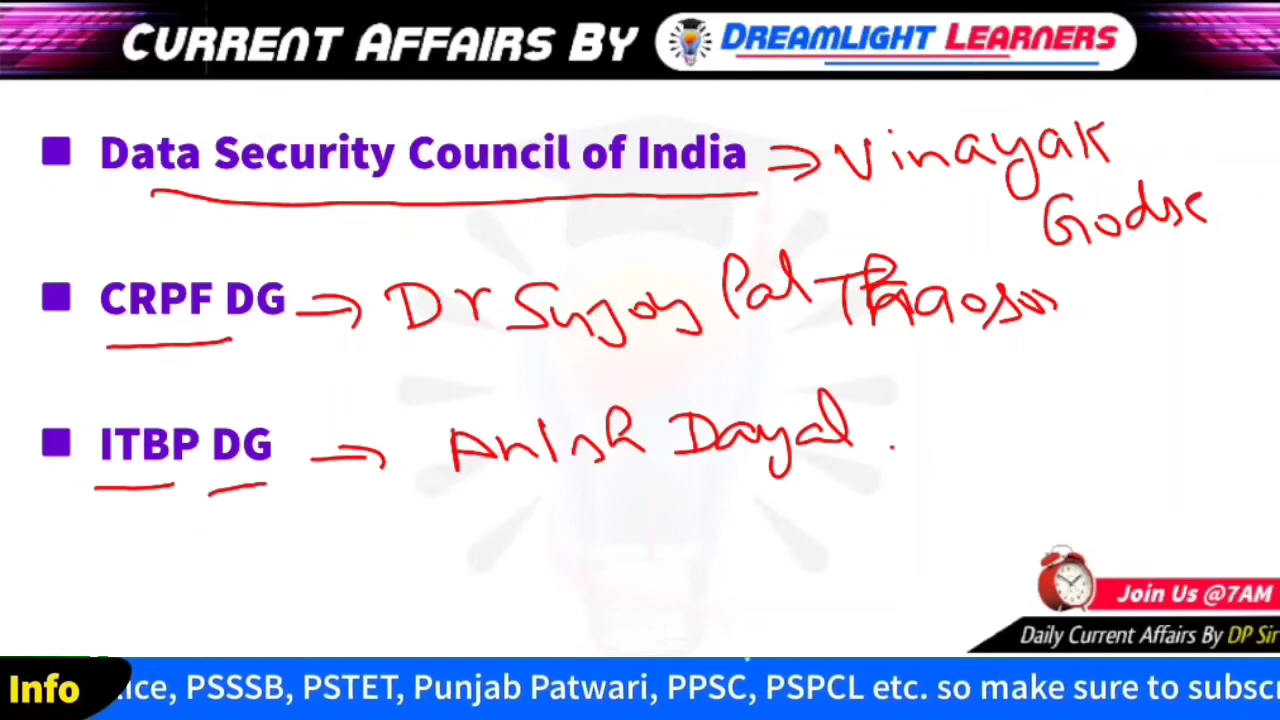 CURRENT AFFAIRS BY DREAMLIGHT LEARNERS
Data Security Council of India → Vinayak
Godse
CRPF DG → Dr Sujoy Pal
ITBP DG → Anish Dayal
Join Us @7AM
Daily Current Affairs By DP Sir
Info ice, PSSSB, PSTET, Punjab Patwari, PPSC, PSPCL etc. so make sure to subsc